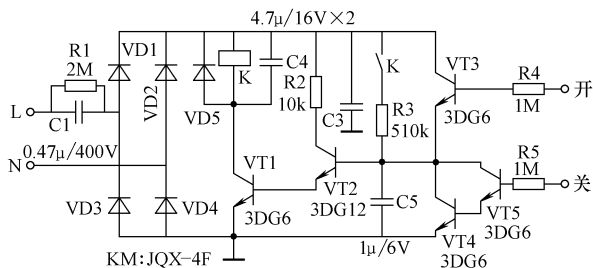 4.7μ/16V×2
R1
2M
VD1
VD2
L
C1
N
0.47μ/400V
VD3
VD4
VD5
K
C4
R2
10k
C3
K
R3
510k
VT3
3DG6
R4
1M
开
VT1
3DG6
VT2
3DG12
C5
1μ/6V
R5
1M
关
VT5
3DG6
VT4
3DG6
KM:JQX-4F